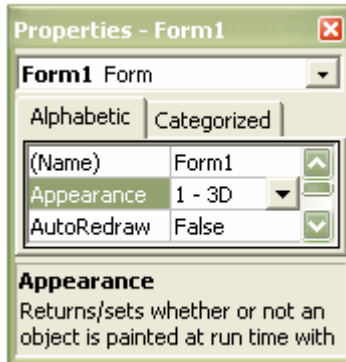 Properties - Form1
Form1 Form
Alphabetic Categorized
(Name) Form1
Appearance 1 - 3D
AutoRedraw False
Appearance
Returns/sets whether or not an
object is painted at run time with